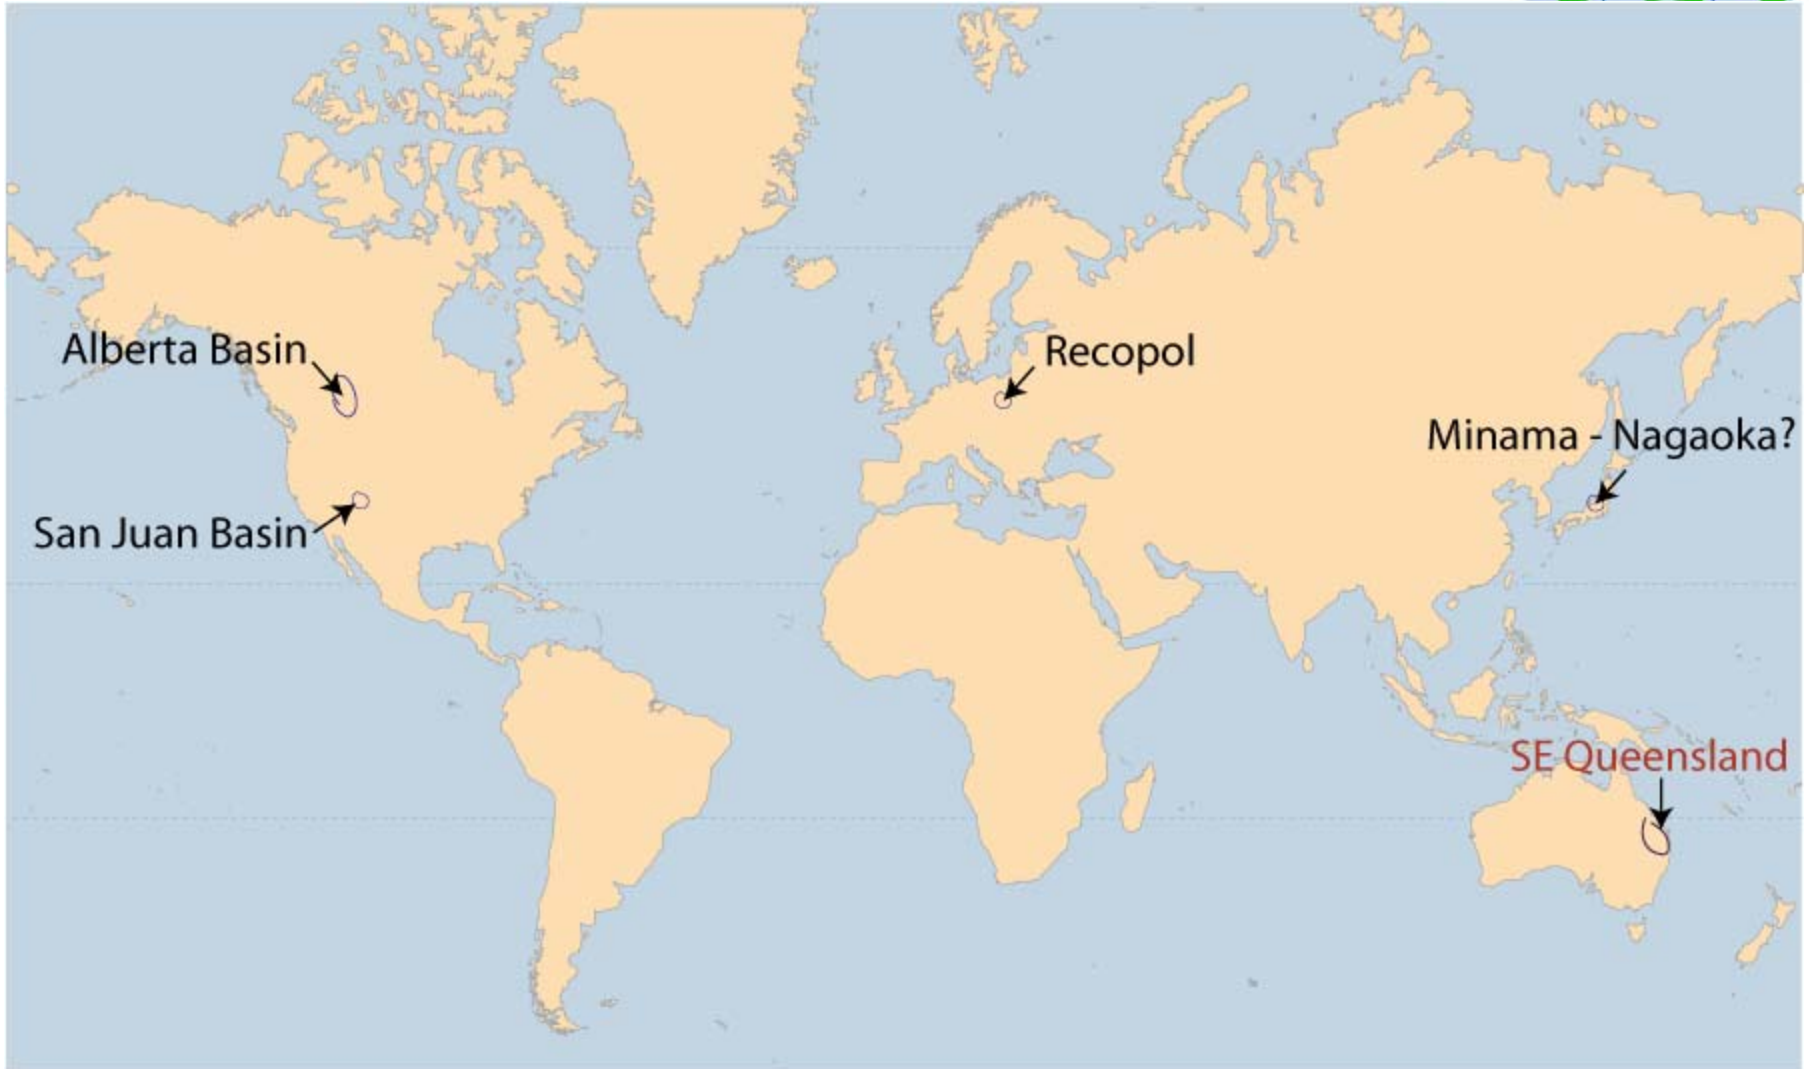 Alberta Basin
Recopol
Minama - Nagaoka?
San Juan Basin
SE Queensland